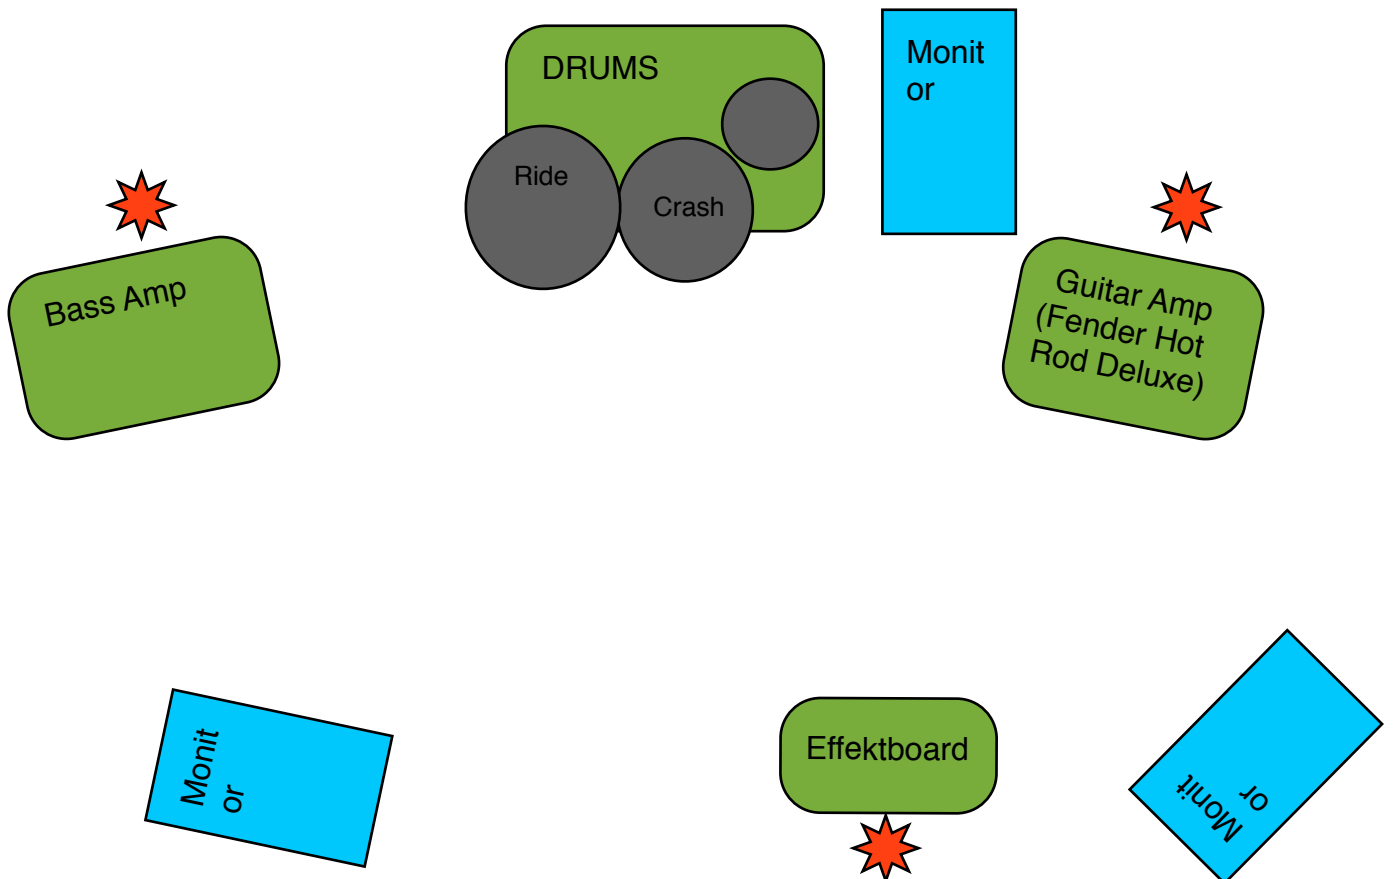 DRUMS
Monit
or
Ride
Crash
Bass Amp
Guitar Amp
(Fender Hot
Rod Deluxe)
Monit
or
Effektboard
Monit
or